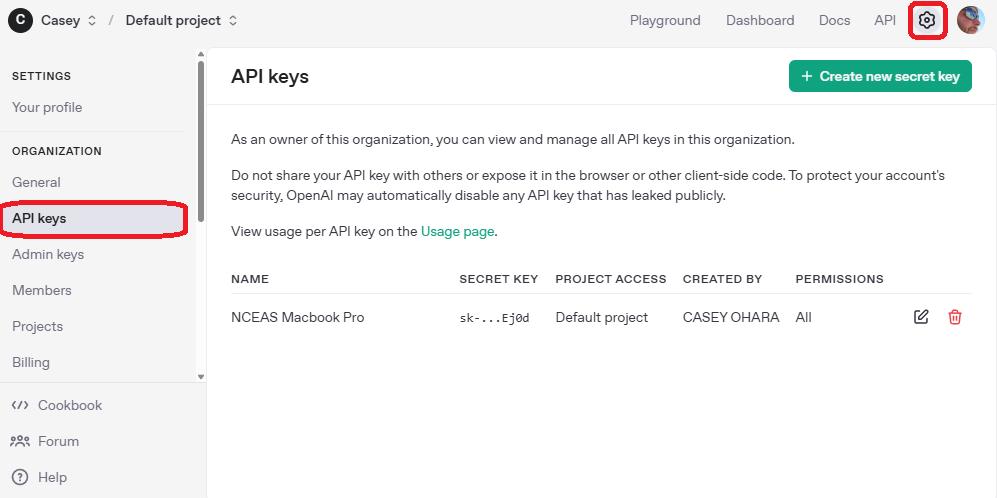 C Casey / Default project Playground Dashboard Docs API
SETTINGS
Your profile
ORGANIZATION
General
API keys
Admin keys
Members
Projects
Billing
Cookbook
Forum
Help
API keys
+ Create new secret key
As an owner of this organization, you can view and manage all API keys in this organization.
Do not share your API key with others or expose it in the browser or other client-side code. To protect your account's
security, OpenAI may automatically disable any API key that has leaked publicly.
View usage per API key on the Usage page.
NAME SECRET KEY PROJECT ACCESS CREATED BY PERMISSIONS
NCEAS Macbook Pro sk-...Ej0d Default project CASEY OHARA All